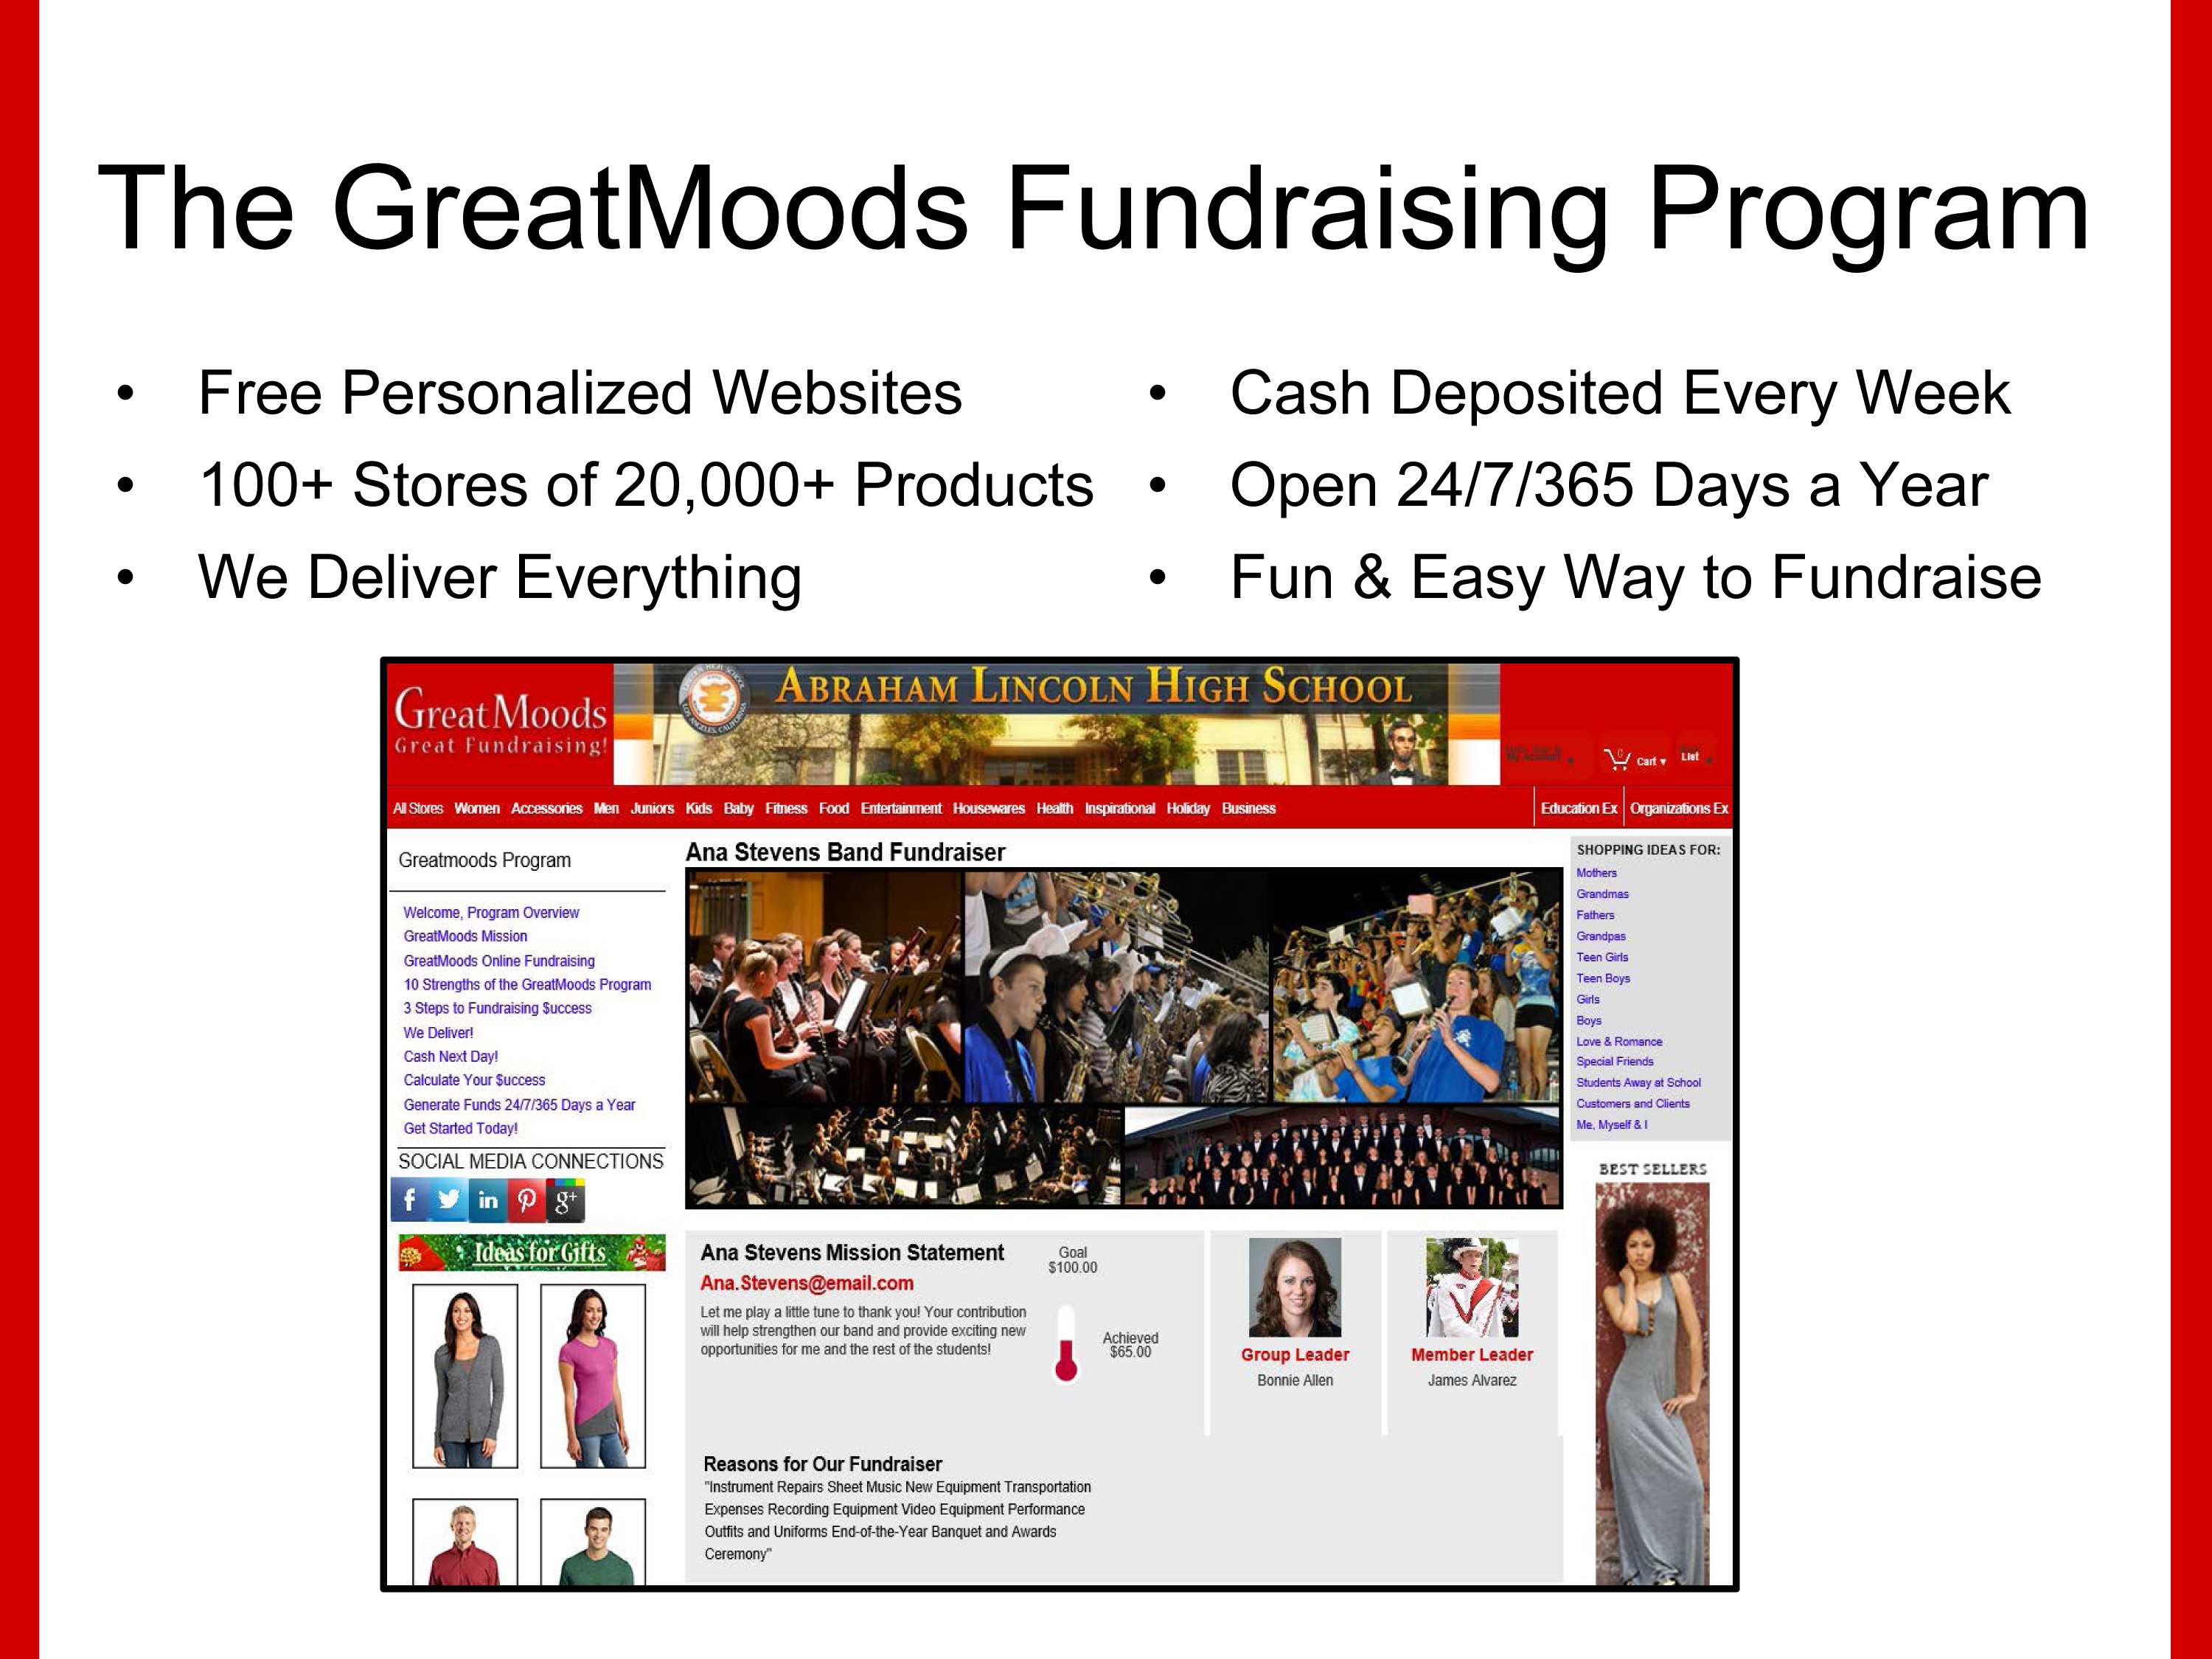 The GreatMoods Fundraising Program
• Free Personalized Websites
• 100+ Stores of 20,000+ Products
• We Deliver Everything
• Cash Deposited Every Week
• Open 24/7/365 Days a Year
• Fun & Easy Way to Fundraise
GreatMoods
Great Fundraising!
ABRAHAM LINCOLN HIGH SCHOOL
Cart
List
All Stores Women Accessories Men Juniors Kids Baby Fitness Food Entertainment Housewares Health Inspirational Holiday Business Education Ex Organizations Ex
Greatmoods Program
Welcome, Program Overview
GreatMoods Mission
GreatMoods Online Fundraising
10 Strengths of the GreatMoods Program
3 Steps to Fundraising $uccess
We Deliver!
Cash Next Day!
Calculate Your $uccess
Generate Funds 24/7/365 Days a Year
Get Started Today!
SOCIAL MEDIA CONNECTIONS
f in g+
Ideas for Gifts
Ana Stevens Band Fundraiser
Ana Stevens Mission Statement
Ana.Stevens@email.com
Let me play a little tune to thank you! Your contribution
will help strengthen our band and provide exciting new
opportunities for me and the rest of the students!
Goal
$100.00
Achieved
$65.00
Group Leader
Bonnie Allen
Member Leader
James Alvarez
Reasons for Our Fundraiser
"Instrument Repairs Sheet Music New Equipment Transportation
Expenses Recording Equipment Video Equipment Performance
Outfits and Uniforms End-of-the-Year Banquet and Awards
Ceremony"
SHOPPING IDEAS FOR:
Mothers
Grandmas
Fathers
Grandpas
Teen Girls
Teen Boys
Girls
Boys
Love & Romance
Special Friends
Students Away at School
Customers and Clients
Me, Myself & I
BEST SELLERS